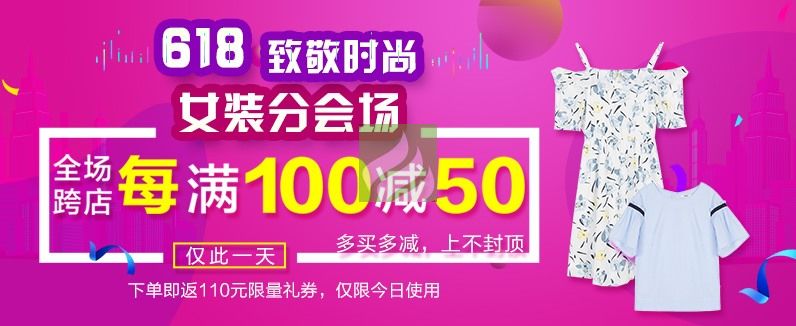 618 致敬时尚
女装分会场
全场
跨店
每满100减50
仅此一天
多买多减，上不封顶
下单即返110元限量礼券，仅限今日使用